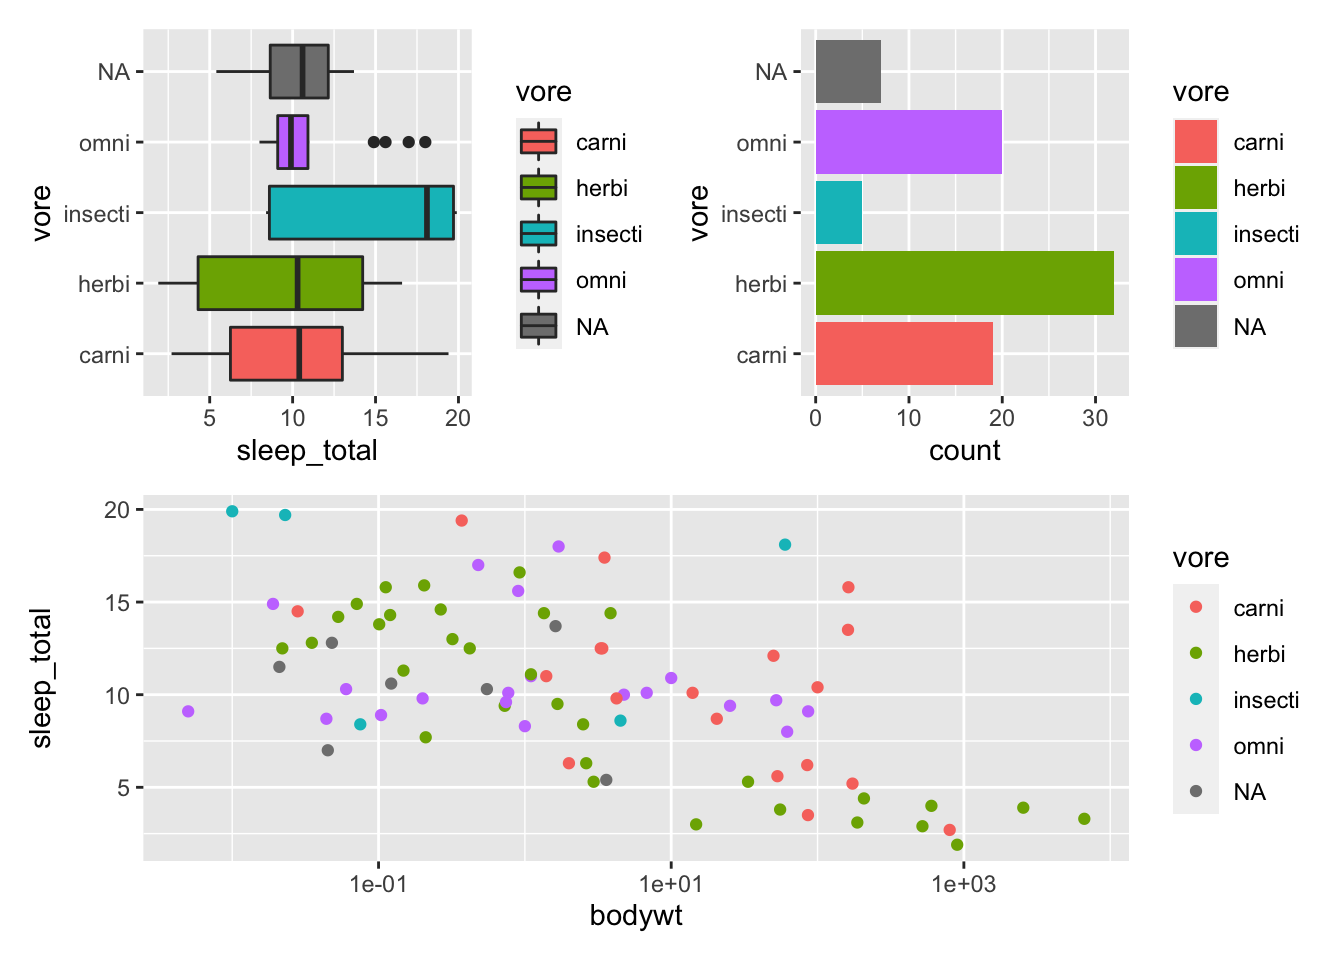 NA
omni
insecti
herbi
carni
vore
5 10 15 20
sleep_total
vore
carni
herbi
insecti
omni
NA
NA
omni
insecti
herbi
carni
vore
0 10 20 30
count
vore
carni
herbi
insecti
omni
NA
20
15
10
5
sleep_total
1e-01 1e+01 1e+03
bodywt
vore
carni
herbi
insecti
omni
NA